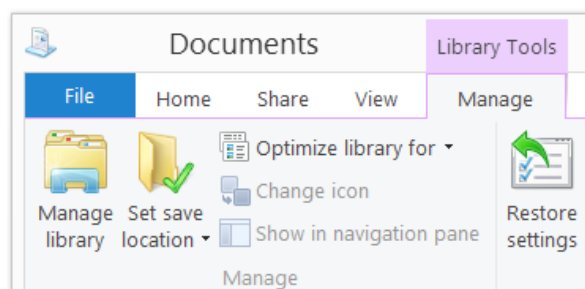 Documents
Library Tools
File
Home
Share
View
Manage
Manage
library
Set save
location
Optimize library for
Change icon
Show in navigation pane
Restore
settings
Manage